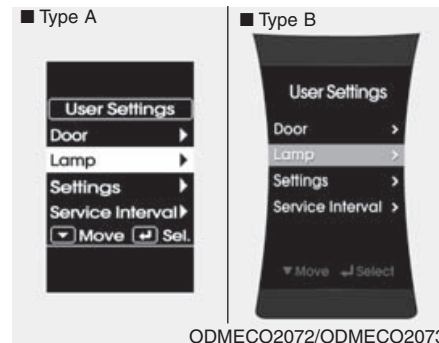 ■ Type A
User Settings
Door
Lamp
Settings
Service Interval
Move Sel.
■ Type B
User Settings
Door >
Lamp >
Settings >
Service Interval >
▼Move ↵Select
ODMECO2072/ODMECO2073